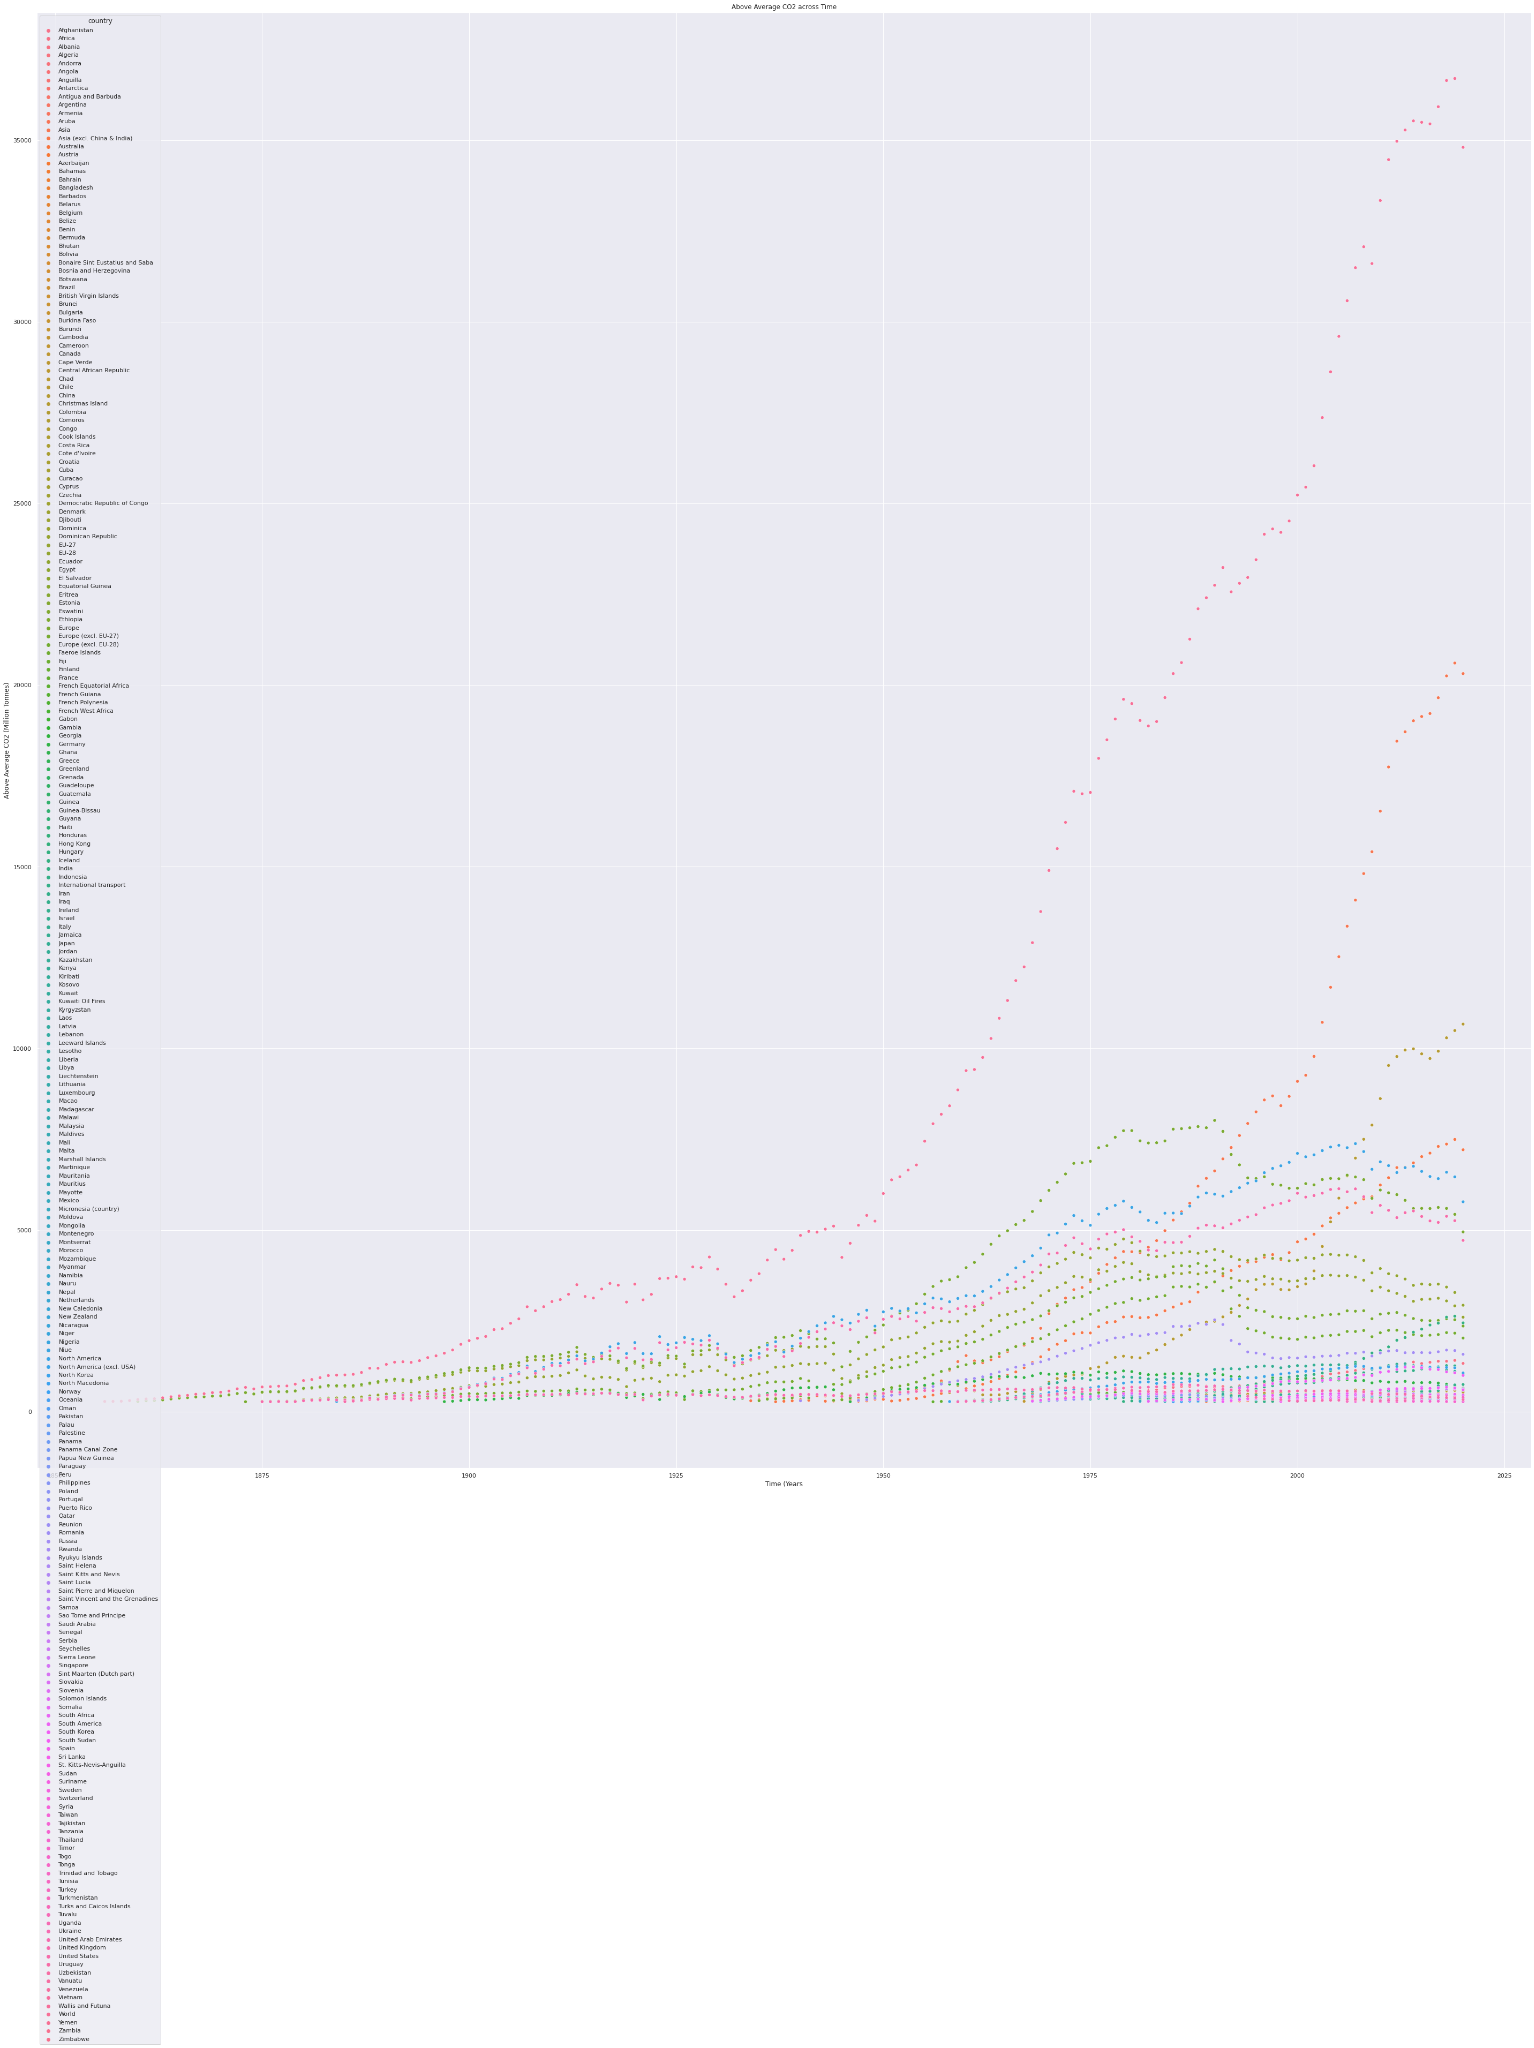 Above Average CO2 across Time
country
Afghanistan
Africa
Albania
Algeria
Andorra
Angola
Anguilla
Antarctica
Antigua and Barbuda
Argentina
Armenia
Aruba
Asia
Asia (excl. China & India)
Australia
Austria
Azerbaijan
Bahamas
Bahrain
Bangladesh
Barbados
Belarus
Belgium
Belize
Benin
Bermuda
Bhutan
Bolivia
Bonaire Sint Eustatius and Saba
Bosnia and Herzegovina
Botswana
Brazil
British Virgin Islands
Brunei
Bulgaria
Burkina Faso
Burundi
Cambodia
Cameroon
Canada
Cape Verde
Central African Republic
Chad
Chile
China
Christmas Island
Colombia
Comoros
Congo
Cook Islands
Costa Rica
Cote d'Ivoire
Croatia
Cuba
Curacao
Cyprus
Czechia
Democratic Republic of Congo
Denmark
Djibouti
Dominica
Dominican Republic
EU-27
EU-28
Ecuador
Egypt
El Salvador
Equatorial Guinea
Eritrea
Estonia
Eswatini
Ethiopia
Europe
Europe (excl. EU-27)
Europe (excl. EU-28)
Faeroe Islands
Fiji
Finland
France
French Equatorial Africa
French Guiana
French Polynesia
French West Africa
Gabon
Gambia
Georgia
Germany
Ghana
Greece
Greenland
Grenada
Guadeloupe
Guatemala
Guinea
Guinea-Bissau
Guyana
Haiti
Honduras
Hong Kong
Hungary
Iceland
India
Indonesia
International transport
Iran
Iraq
Ireland
Israel
Italy
Jamaica
Japan
Jordan
Kazakhstan
Kenya
Kiribati
Kosovo
Kuwait
Kuwaiti Oil Fires
Kyrgyzstan
Laos
Latvia
Lebanon
Leeward Islands
Lesotho
Liberia
Libya
Liechtenstein
Lithuania
Luxembourg
Macao
Madagascar
Malawi
Malaysia
Maldives
Mali
Malta
Marshall Islands
Martinique
Mauritania
Mauritius
Mayotte
Mexico
Micronesia (country)
Moldova
Mongolia
Montenegro
Montserrat
Morocco
Mozambique
Myanmar
Namibia
Nauru
Nepal
Netherlands
New Caledonia
New Zealand
Nicaragua
Niger
Nigeria
Niue
North America
North America (excl. USA)
North Korea
North Macedonia
Norway
Oceania
Oman
Pakistan
Palau
Palestine
Panama
Panama Canal Zone
Papua New Guinea
Paraguay
Peru
Philippines
Poland
Portugal
Puerto Rico
Qatar
Reunion
Romania
Russia
Rwanda
Ryukyu Islands
Saint Helena
Saint Kitts and Nevis
Saint Lucia
Saint Pierre and Miquelon
Saint Vincent and the Grenadines
Samoa
Sao Tome and Principe
Saudi Arabia
Senegal
Serbia
Seychelles
Sierra Leone
Singapore
Sint Maarten (Dutch part)
Slovakia
Slovenia
Solomon Islands
Somalia
South Africa
South America
South Korea
South Sudan
Spain
Sri Lanka
St. Kitts-Nevis-Anguilla
Sudan
Suriname
Sweden
Switzerland
Syria
Taiwan
Tajikistan
Tanzania
Thailand
Timor
Togo
Tonga
Trinidad and Tobago
Tunisia
Turkey
Turkmenistan
Turks and Caicos Islands
Tuvalu
Uganda
Ukraine
United Arab Emirates
United Kingdom
United States
Uruguay
Uzbekistan
Vanuatu
Venezuela
Vietnam
Wallis and Futuna
World
Yemen
Zambia
Zimbabwe
35000
30000
25000
20000
15000
10000
5000
0
Above Average CO2 (Million Tonnes)
1875
1900
1925
1950
1975
2000
2025
Time (Years